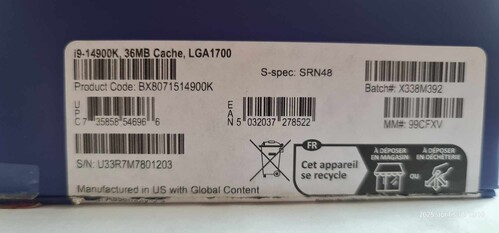 i9-14900K, 36MB Cache, LGA1700
S-spec: SRN48
Product Code: BX8071514900K
Batch#: X338M392
UPC 7 35858 54696 6
EAN 5 032037 278522
MM#: 99CFXV
S/N: U33R7M7801203
FR
Cet appareil
se recycle
À DÉPOSER
EN MAGASIN
À DÉPOSER
EN DÉCHÈTERIE
OU
Manufactured in US with Global Content